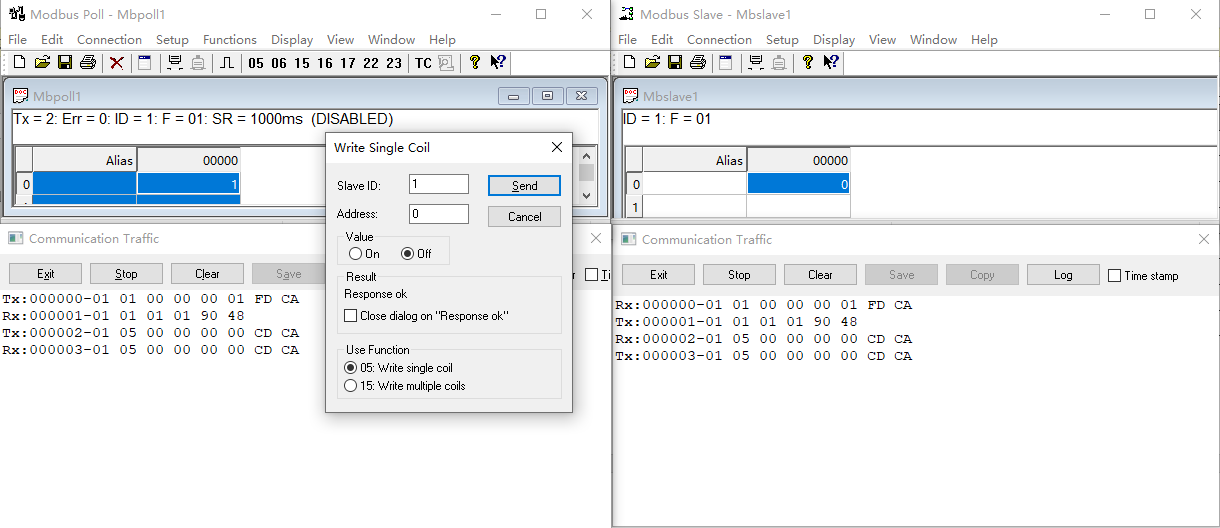 Modbus Poll - Mbpoll1
File Edit Connection Setup Functions Display View Window Help
05 06 15 16 17 22 23 TC
Mbpoll1
Tx = 2: Err = 0: ID = 1: F = 01: SR = 1000ms (DISABLED)
Alias 00000
0 1
Communication Traffic
Exit Stop Clear Save
Tx:000000-01 01 00 00 00 01 FD CA
Rx:000001-01 01 01 01 90 48
Tx:000002-01 05 00 00 00 00 CD CA
Rx:000003-01 05 00 00 00 00 CD CA
Write Single Coil
Slave ID: 1 Send
Address: 0 Cancel
Value
On Off
Result
Response ok
Close dialog on "Response ok"
Use Function
05: Write single coil
15: Write multiple coils
Modbus Slave - Mbslave1
File Edit Connection Setup Display View Window Help
Mbslave1
ID = 1: F = 01
Alias 00000
0 0
1
Communication Traffic
Exit Stop Clear Save Copy Log Time stamp
Rx:000000-01 01 00 00 00 01 FD CA
Tx:000001-01 01 01 01 90 48
Rx:000002-01 05 00 00 00 00 CD CA
Tx:000003-01 05 00 00 00 00 CD CA